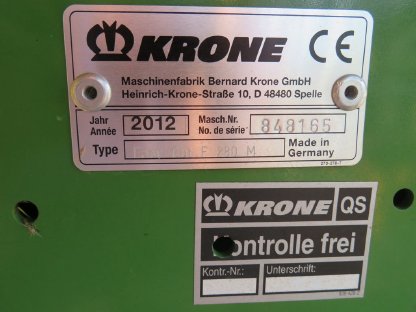 KRONE CE
Maschinenfabrik Bernard Krone GmbH
Heinrich-Krone-Straße 10, D 48480 Spelle
Jahr Année 2012 Masch.Nr. No. de série: 848165
Type F 280 M Made in Germany
KRONE QS
Kontrolle frei
Kontr.-Nr.: Unterschrift: